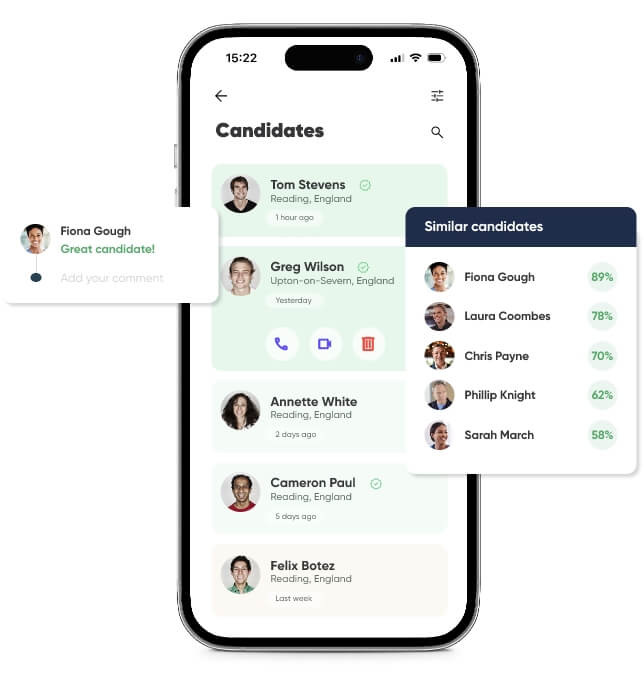 15:22
Candidates
Tom Stevens
Reading, England
1 hour ago
Fiona Gough
Great candidate!
Add your comment
Greg Wilson
Upton-on-Severn, England
Yesterday
Annette White
Reading, England
2 days ago
Cameron Paul
Reading, England
5 days ago
Felix Botez
Reading, England
Last week
Similar candidates
Fiona Gough 89%
Laura Coombes 78%
Chris Payne 70%
Phillip Knight 62%
Sarah March 58%